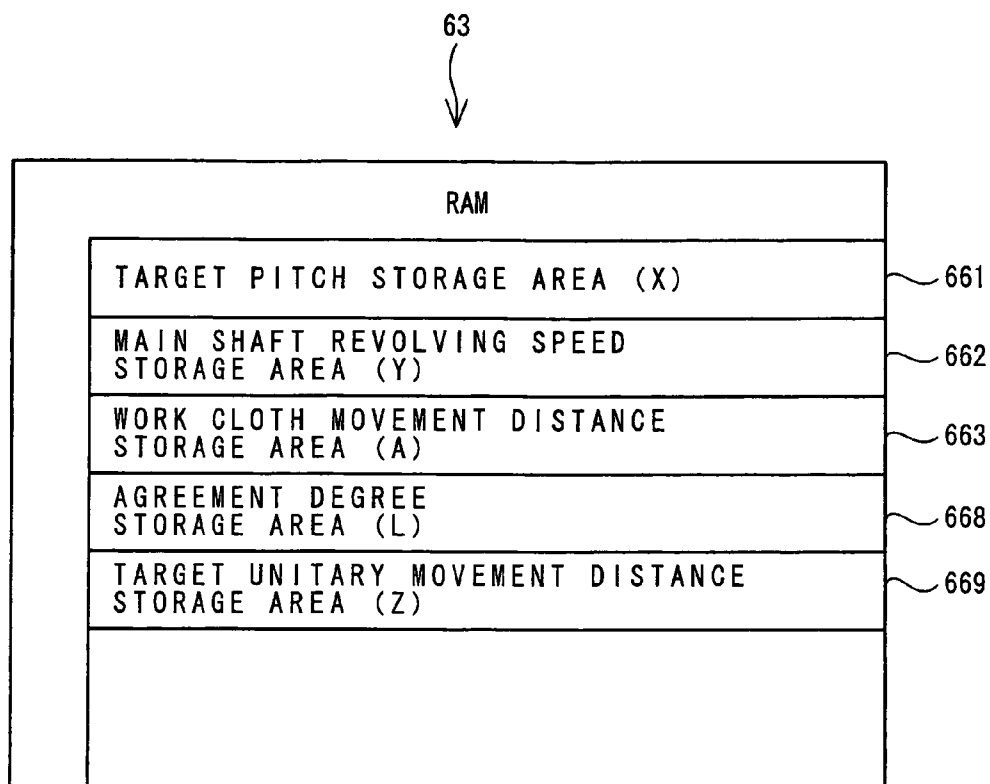 63
RAM
TARGET PITCH STORAGE AREA (X)
661
MAIN SHAFT REVOLVING SPEED
STORAGE AREA (Y)
662
WORK CLOTH MOVEMENT DISTANCE
STORAGE AREA (A)
663
AGREEMENT DEGREE
STORAGE AREA (L)
668
TARGET UNITARY MOVEMENT DISTANCE
STORAGE AREA (Z)
669